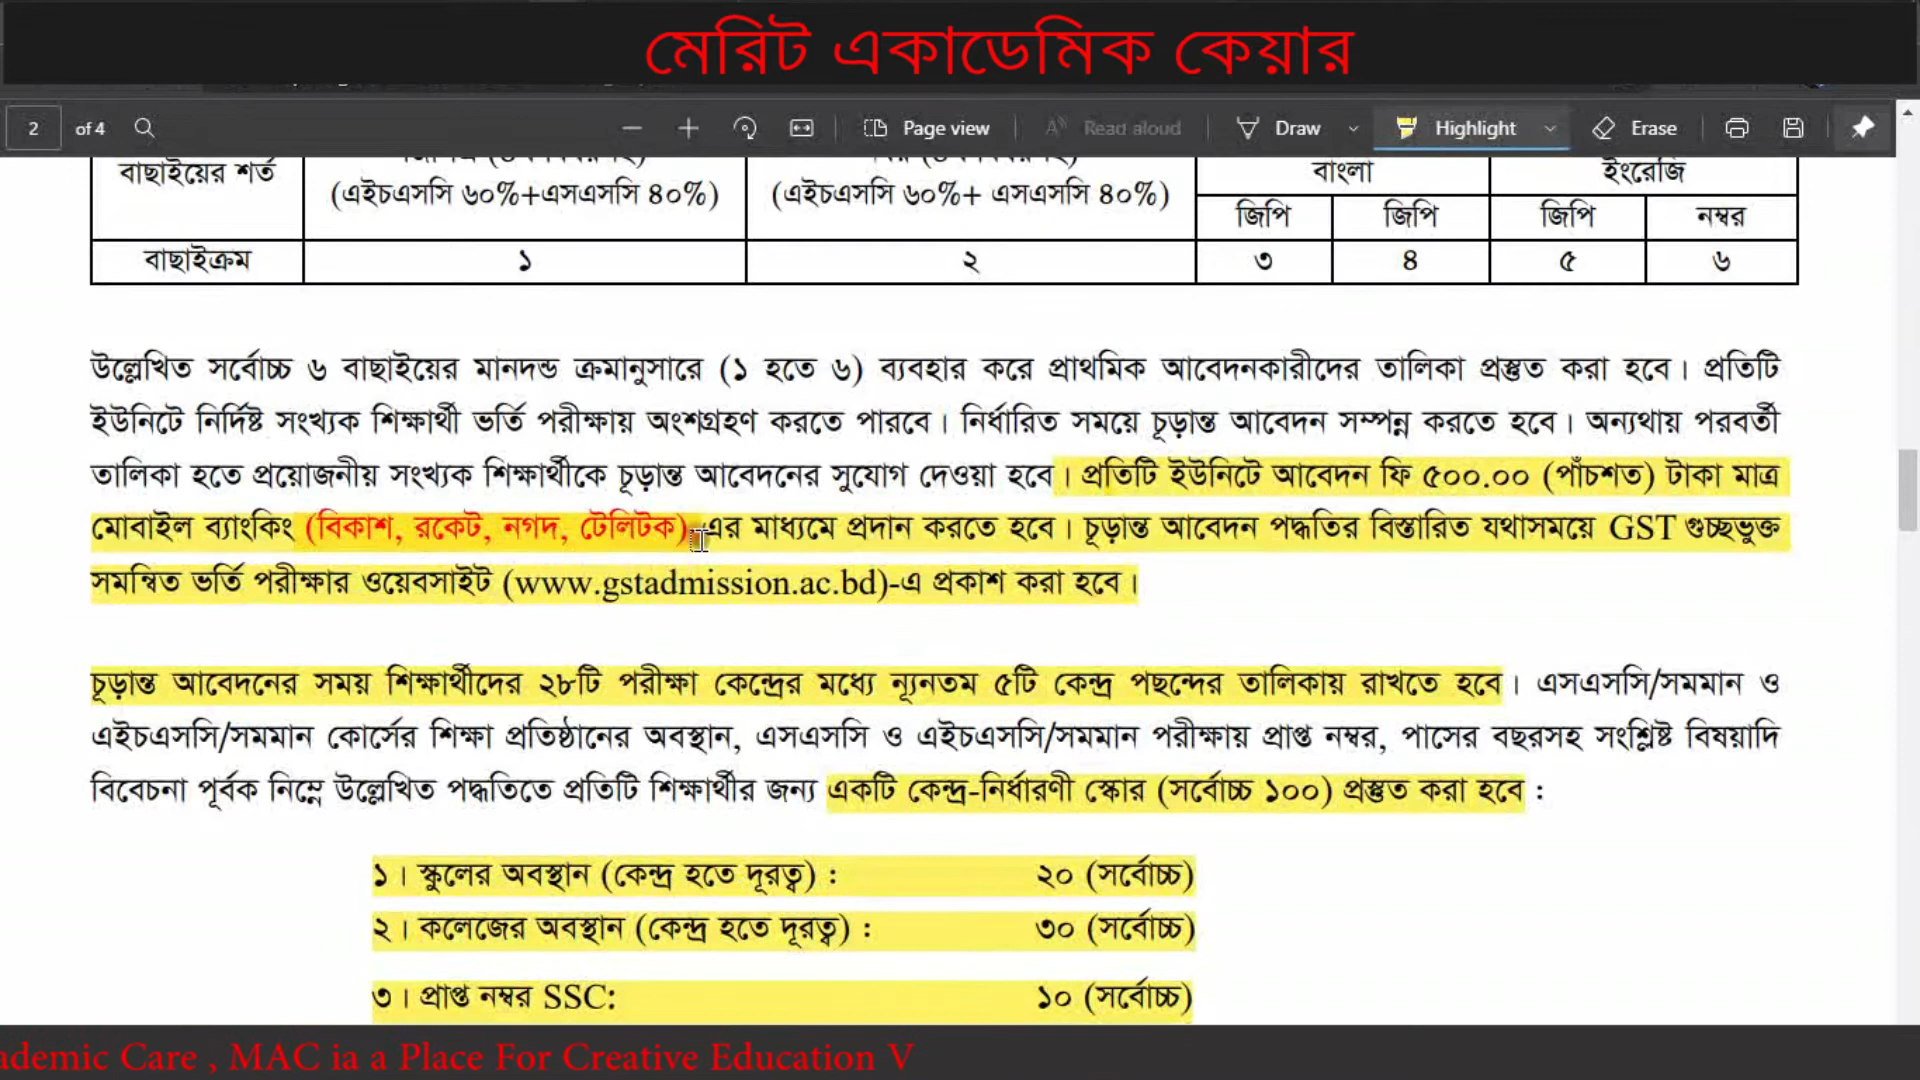 মেরিট একাডেমিক কেয়ার
2 of 4 Page view Read aloud Draw Highlight Erase
বাছাইয়ের শর্ত (এইচএসসি ৬০%+এসএসসি ৪০%) (এইচএসসি ৬০%+ এসএসসি ৪০%) বাংলা ইংরেজি
জিপি জিপি জিপি নম্বর
বাছাইক্রম ১ ২ ৩ ৪ ৫ ৬
উল্লেখিত সর্বোচ্চ ৬ বাছাইয়ের মানদন্ড ক্রমানুসারে (১ হতে ৬) ব্যবহার করে প্রাথমিক আবেদনকারীদের তালিকা প্রস্তুত করা হবে। প্রতিটি
ইউনিটে নির্দিষ্ট সংখ্যক শিক্ষার্থী ভর্তি পরীক্ষায় অংশগ্রহণ করতে পারবে। নির্ধারিত সময়ে চূড়ান্ত আবেদন সম্পন্ন করতে হবে। অন্যথায় পরবর্তী
তালিকা হতে প্রয়োজনীয় সংখ্যক শিক্ষার্থীকে চূড়ান্ত আবেদনের সুযোগ দেওয়া হবে। প্রতিটি ইউনিটে আবেদন ফি ৫০০.০০ (পাঁচশত) টাকা মাত্র
মোবাইল ব্যাংকিং (বিকাশ, রকেট, নগদ, টেলিটক)-এর মাধ্যমে প্রদান করতে হবে। চূড়ান্ত আবেদন পদ্ধতির বিস্তারিত যথাসময়ে GST গুচ্ছভুক্ত
সমন্বিত ভর্তি পরীক্ষার ওয়েবসাইট (www.gstadmission.ac.bd)-এ প্রকাশ করা হবে।
চূড়ান্ত আবেদনের সময় শিক্ষার্থীদের ২৮টি পরীক্ষা কেন্দ্রের মধ্যে ন্যূনতম ৫টি কেন্দ্র পছন্দের তালিকায় রাখতে হবে। এসএসসি/সমমান ও
এইচএসসি/সমমান কোর্সের শিক্ষা প্রতিষ্ঠানের অবস্থান, এসএসসি ও এইচএসসি/সমমান পরীক্ষায় প্রাপ্ত নম্বর, পাসের বছরসহ সংশ্লিষ্ট বিষয়াদি
বিবেচনা পূর্বক নিম্নে উল্লেখিত পদ্ধতিতে প্রতিটি শিক্ষার্থীর জন্য একটি কেন্দ্র-নির্ধারণী স্কোর (সর্বোচ্চ ১০০) প্রস্তুত করা হবে :
১। স্কুলের অবস্থান (কেন্দ্র হতে দূরত্ব) : ২০ (সর্বোচ্চ)
২। কলেজের অবস্থান (কেন্দ্র হতে দূরত্ব) : ৩০ (সর্বোচ্চ)
৩। প্রাপ্ত নম্বর SSC: ১০ (সর্বোচ্চ)
ademic Care , MAC ia a Place For Creative Education V